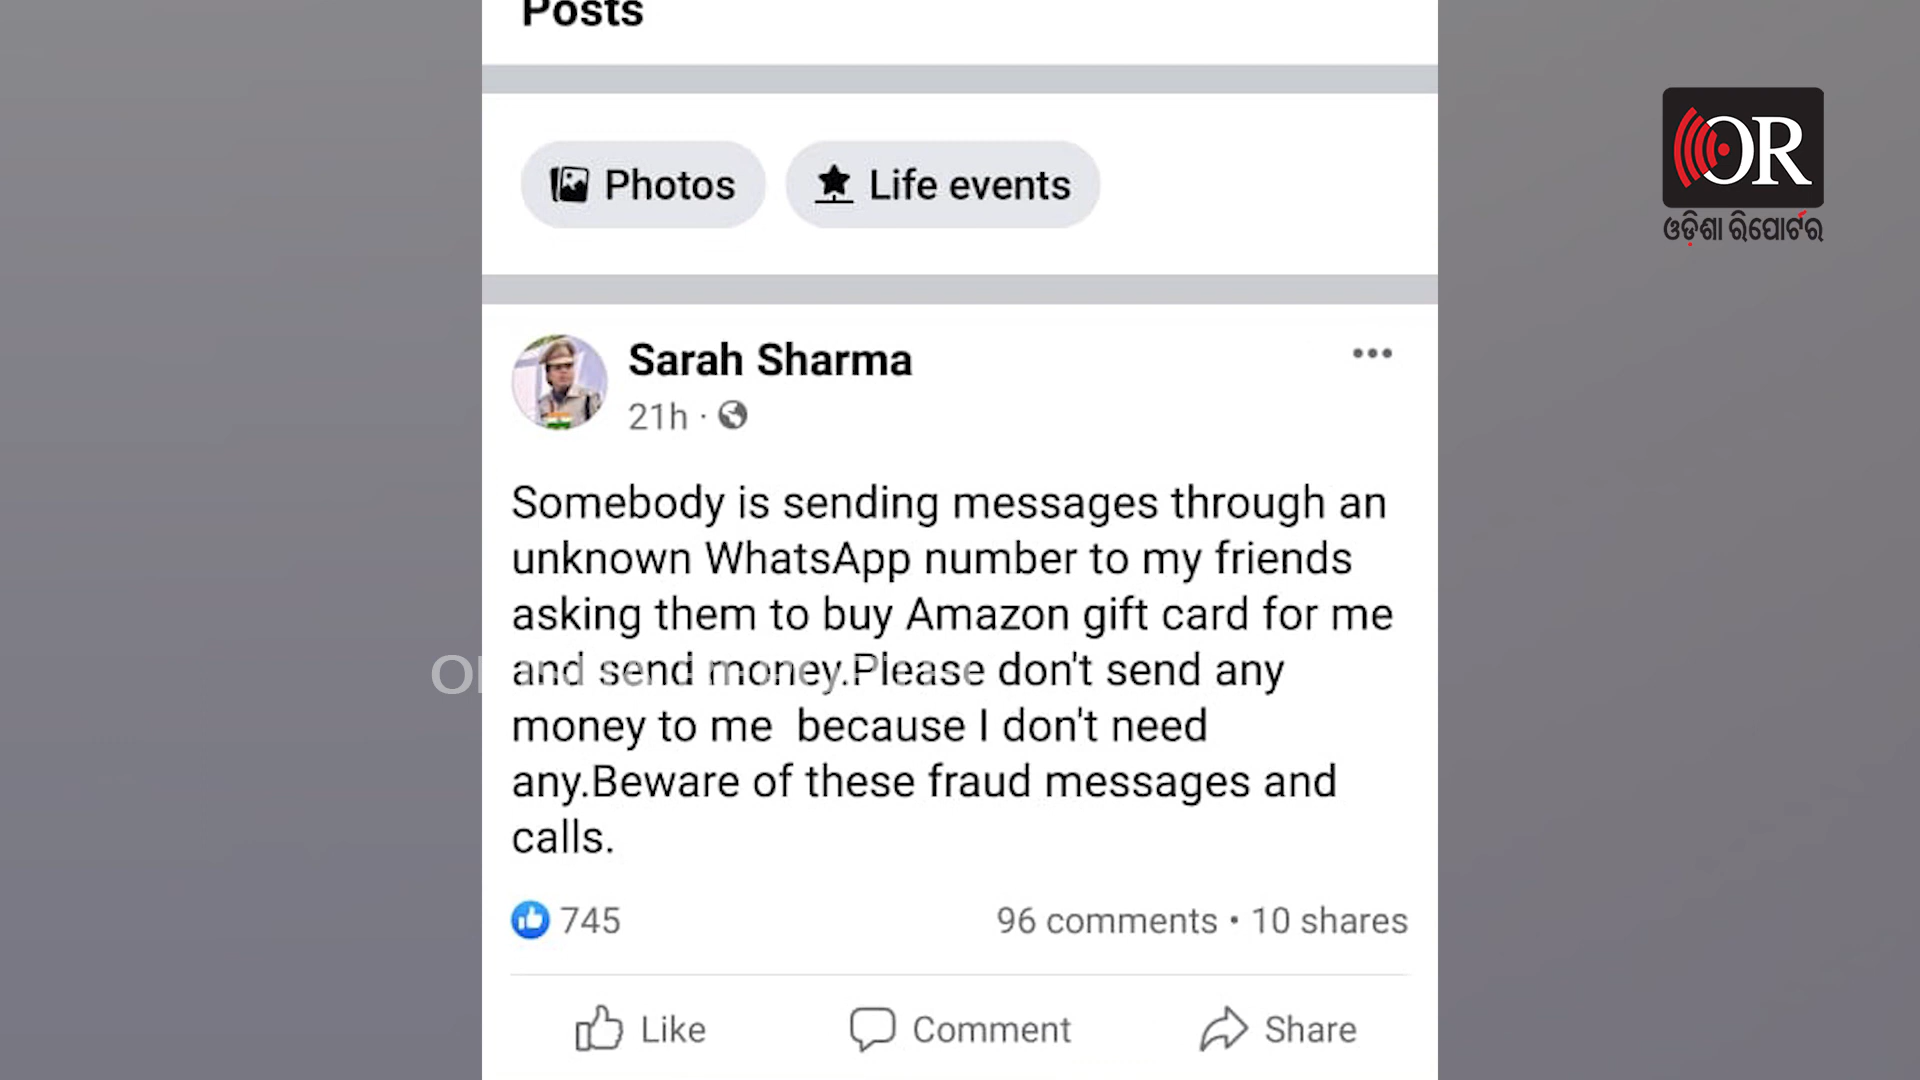 Posts
Photos
Life events
OR
ଓଡ଼ିଶା ରିପୋର୍ଟର
Sarah Sharma
21h ·
Somebody is sending messages through an
unknown WhatsApp number to my friends
asking them to buy Amazon gift card for me
and send money.Please don't send any
money to me  because I don't need
any.Beware of these fraud messages and
calls.
745
96 comments • 10 shares
Like
Comment
Share